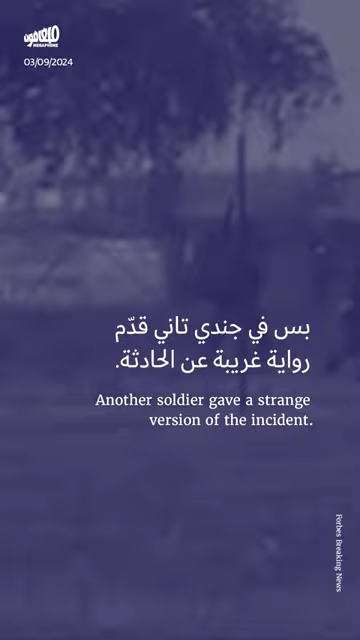 ميغافون
MEGAPHONE
03/09/2024
بس في جندي تاني قدّم
رواية غريبة عن الحادثة.
Another soldier gave a strange
version of the incident.
Forbes Breaking News